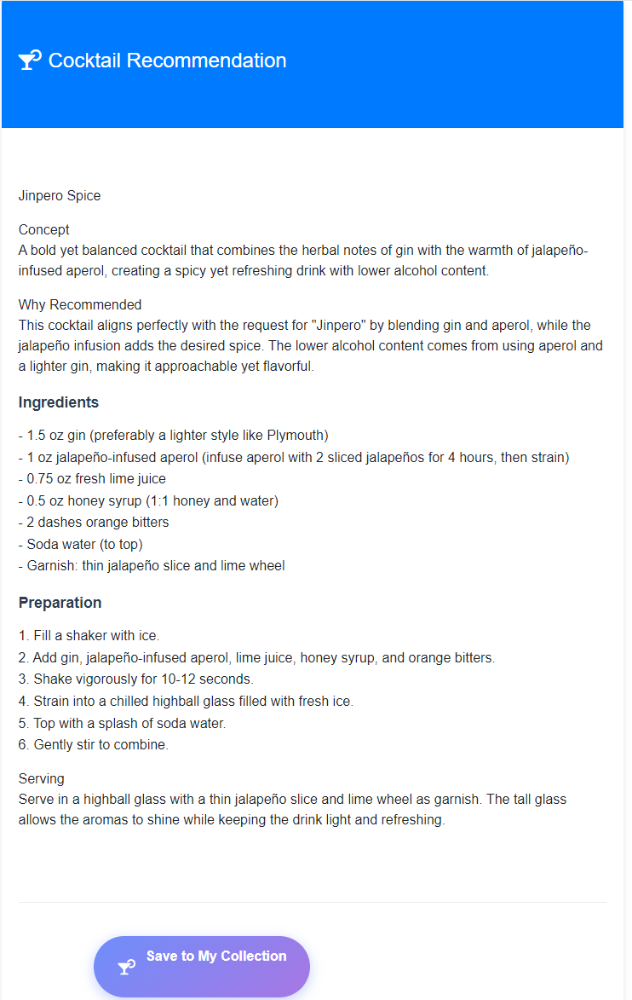 Cocktail Recommendation
Jinpero Spice
Concept
A bold yet balanced cocktail that combines the herbal notes of gin with the warmth of jalapeño-
infused aperol, creating a spicy yet refreshing drink with lower alcohol content.
Why Recommended
This cocktail aligns perfectly with the request for "Jinpero" by blending gin and aperol, while the
jalapeño infusion adds the desired spice. The lower alcohol content comes from using aperol and
a lighter gin, making it approachable yet flavorful.
Ingredients
- 1.5 oz gin (preferably a lighter style like Plymouth)
- 1 oz jalapeño-infused aperol (infuse aperol with 2 sliced jalapeños for 4 hours, then strain)
- 0.75 oz fresh lime juice
- 0.5 oz honey syrup (1:1 honey and water)
- 2 dashes orange bitters
- Soda water (to top)
- Garnish: thin jalapeño slice and lime wheel
Preparation
1. Fill a shaker with ice.
2. Add gin, jalapeño-infused aperol, lime juice, honey syrup, and orange bitters.
3. Shake vigorously for 10-12 seconds.
4. Strain into a chilled highball glass filled with fresh ice.
5. Top with a splash of soda water.
6. Gently stir to combine.
Serving
Serve in a highball glass with a thin jalapeño slice and lime wheel as garnish. The tall glass
allows the aromas to shine while keeping the drink light and refreshing.
Save to My Collection